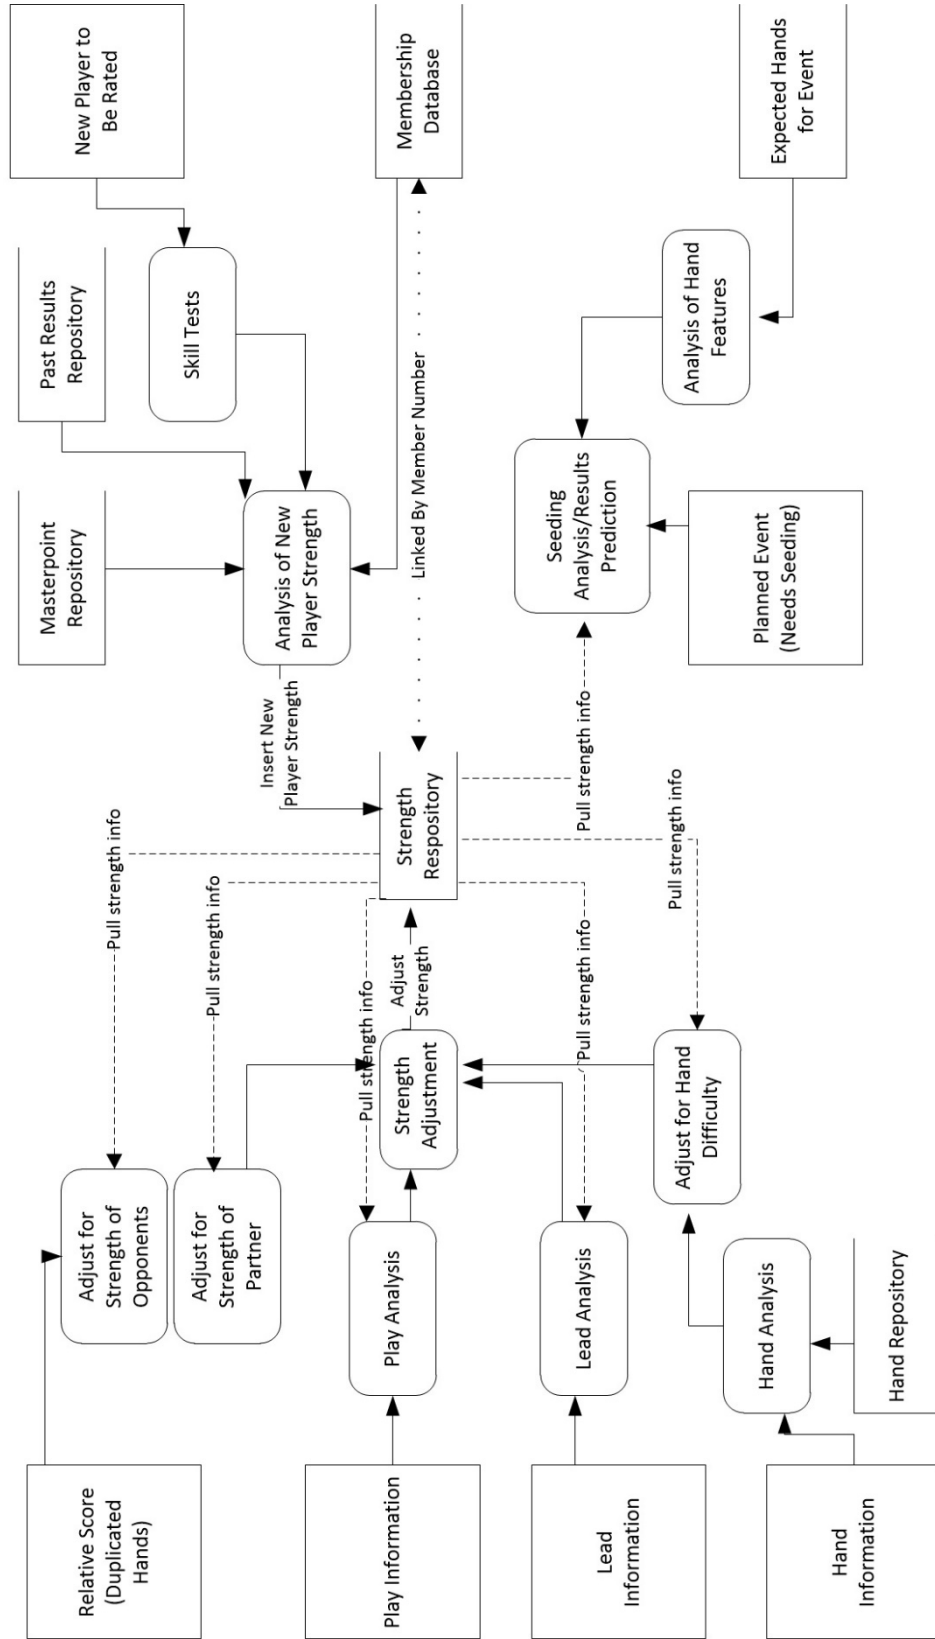 Relative Score
(Duplicated
Hands)
Play Information
Lead
Information
Hand
Information
Hand Repository
Adjust for
Strength of
Opponents
Adjust for
Strength of
Partner
Play Analysis
Lead Analysis
Hand Analysis
Adjust for Hand
Difficulty
Strength
Adjustment
Adjust
Strength
Pull strength info
Pull strength info
Pull strength info
Pull strength info
Pull strength info
Pull strength info
Strength
Respository
Insert New
Player Strength
Linked By Member Number
Masterpoint
Repository
Past Results
Repository
New Player to
Be Rated
Skill Tests
Analysis of New
Player Strength
Membership
Database
Seeding
Analysis/Results
Prediction
Planned Event
(Needs Seeding)
Analysis of Hand
Features
Expected Hands
for Event